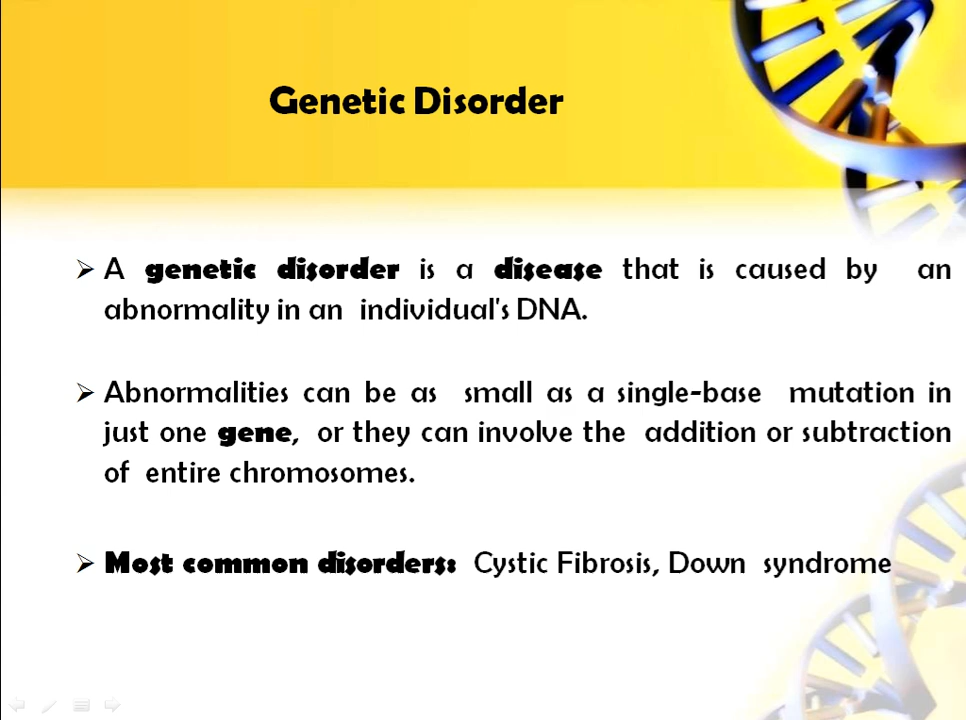 Genetic Disorder
A genetic disorder is a disease that is caused by an
abnormality in an individual's DNA.
Abnormalities can be as small as a single-base mutation in
just one gene, or they can involve the addition or subtraction
of entire chromosomes.
Most common disorders: Cystic Fibrosis, Down syndrome